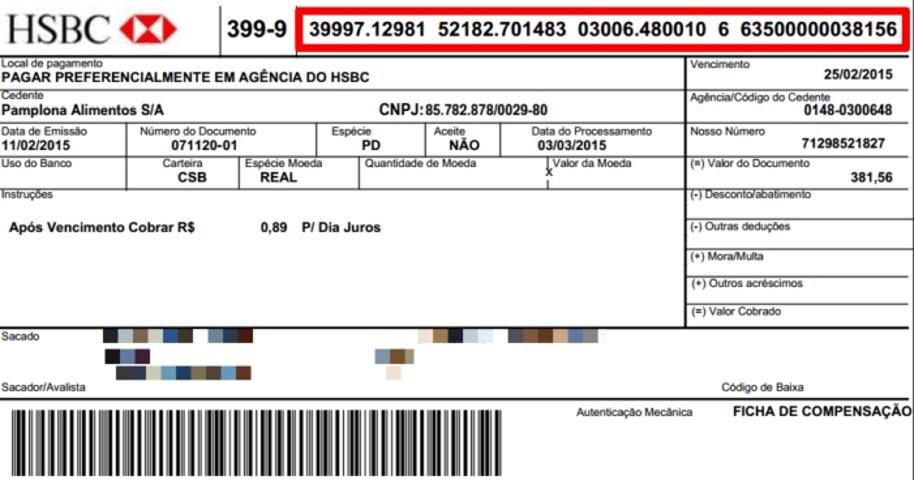 HSBC 399-9 39997.12981 52182.701483 03006.480010 6 63500000038156
Local de pagamento
PAGAR PREFERENCIALMENTE EM AGÊNCIA DO HSBC
Vencimento
25/02/2015
Cedente
Pamplona Alimentos S/A CNPJ:85.782.878/0029-80
Agência/Código do Cedente
0148-0300648
Data de Emissão Número do Documento Espécie Aceite Data do Processamento Nosso Número
11/02/2015 071120-01 PD NÃO 03/03/2015 71298521827
Uso do Banco Carteira Espécie Moeda Quantidade de Moeda Valor da Moeda (=) Valor do Documento
CSB REAL x 381,56
Instruções
(-) Desconto/abatimento
Após Vencimento Cobrar R$ 0,89 P/ Dia Juros
(-) Outras deduções
(+) Mora/Multa
(+) Outros acréscimos
(=) Valor Cobrado
Sacado
Sacador/Avalista Código de Baixa
Autenticação Mecânica FICHA DE COMPENSAÇÃO